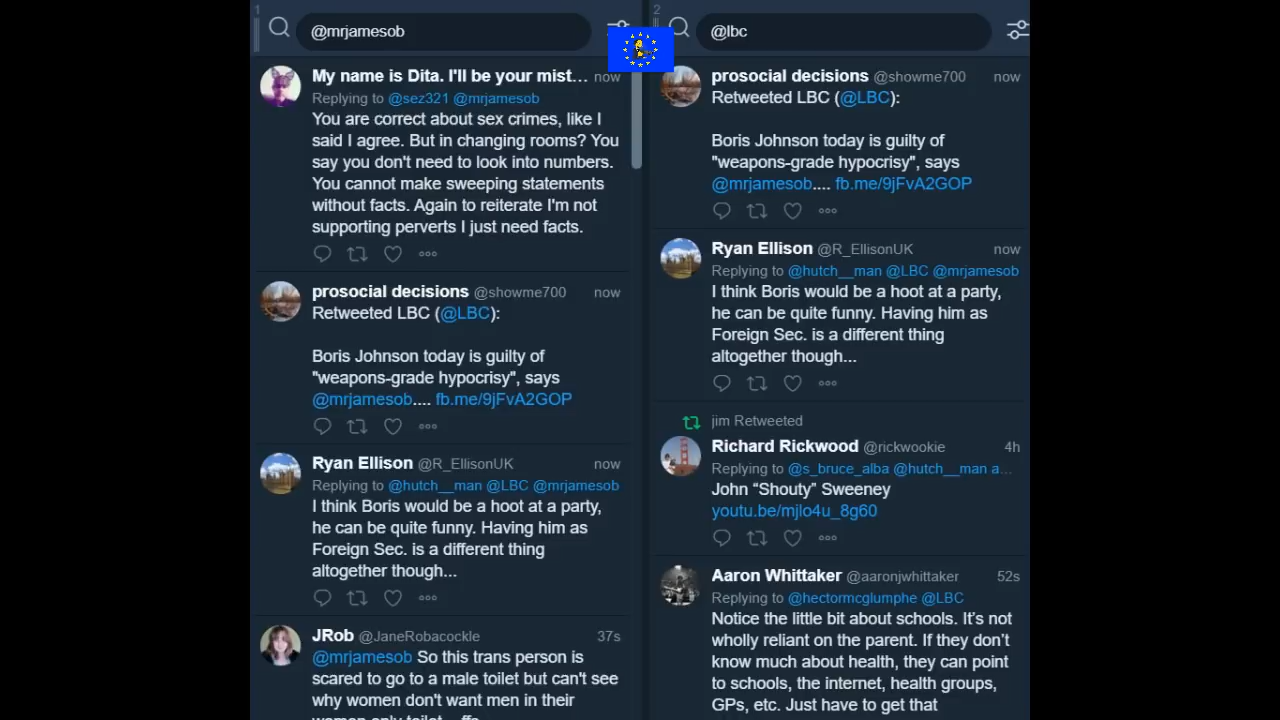 1
@mrjamesob
My name is Dita. I'll be your mist... now
Replying to @sez321 @mrjamesob
You are correct about sex crimes, like I
said I agree. But in changing rooms? You
say you don't need to look into numbers.
You cannot make sweeping statements
without facts. Again to reiterate I'm not
supporting perverts I just need facts.
prosocial decisions @showme700 now
Retweeted LBC (@LBC):
Boris Johnson today is guilty of
"weapons-grade hypocrisy", says
@mrjamesob.... fb.me/9jFvA2GOP
Ryan Ellison @R_EllisonUK now
Replying to @hutch__man @LBC @mrjamesob
I think Boris would be a hoot at a party,
he can be quite funny. Having him as
Foreign Sec. is a different thing
altogether though...
JRob @JaneRobacockle 37s
@mrjamesob So this trans person is
scared to go to a male toilet but can't see
why women don't want men in their
2
@lbc
prosocial decisions @showme700 now
Retweeted LBC (@LBC):
Boris Johnson today is guilty of
"weapons-grade hypocrisy", says
@mrjamesob.... fb.me/9jFvA2GOP
Ryan Ellison @R_EllisonUK now
Replying to @hutch__man @LBC @mrjamesob
I think Boris would be a hoot at a party,
he can be quite funny. Having him as
Foreign Sec. is a different thing
altogether though...
jim Retweeted
Richard Rickwood @rickwookie 4h
Replying to @s_bruce_alba @hutch__man a...
John “Shouty” Sweeney
youtu.be/mjlo4u_8g60
Aaron Whittaker @aaronjwhittaker 52s
Replying to @hectormcglumphe @LBC
Notice the little bit about schools. It’s not
wholly reliant on the parent. If they don’t
know much about health, they can point
to schools, the internet, health groups,
GPs, etc. Just have to get that